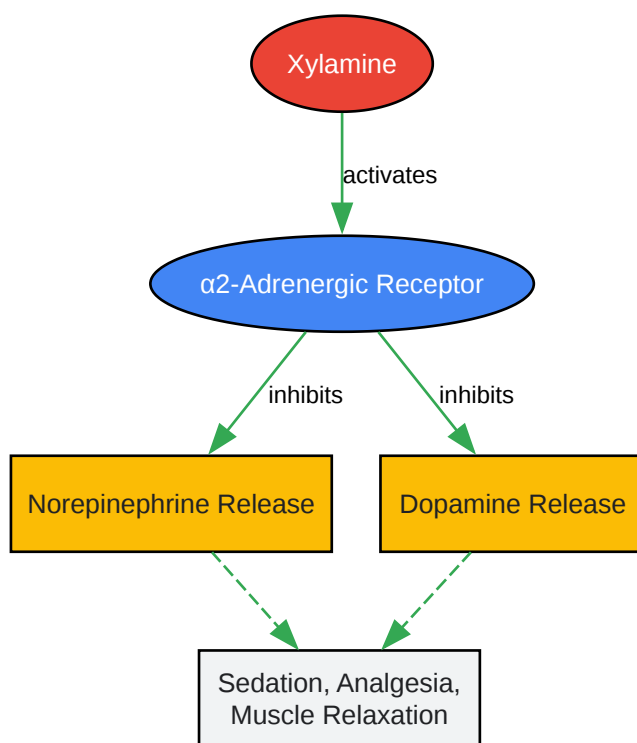 Xylamine
activates
α2-Adrenergic Receptor
inhibits
inhibits
Norepinephrine Release
Dopamine Release
Sedation, Analgesia,
Muscle Relaxation